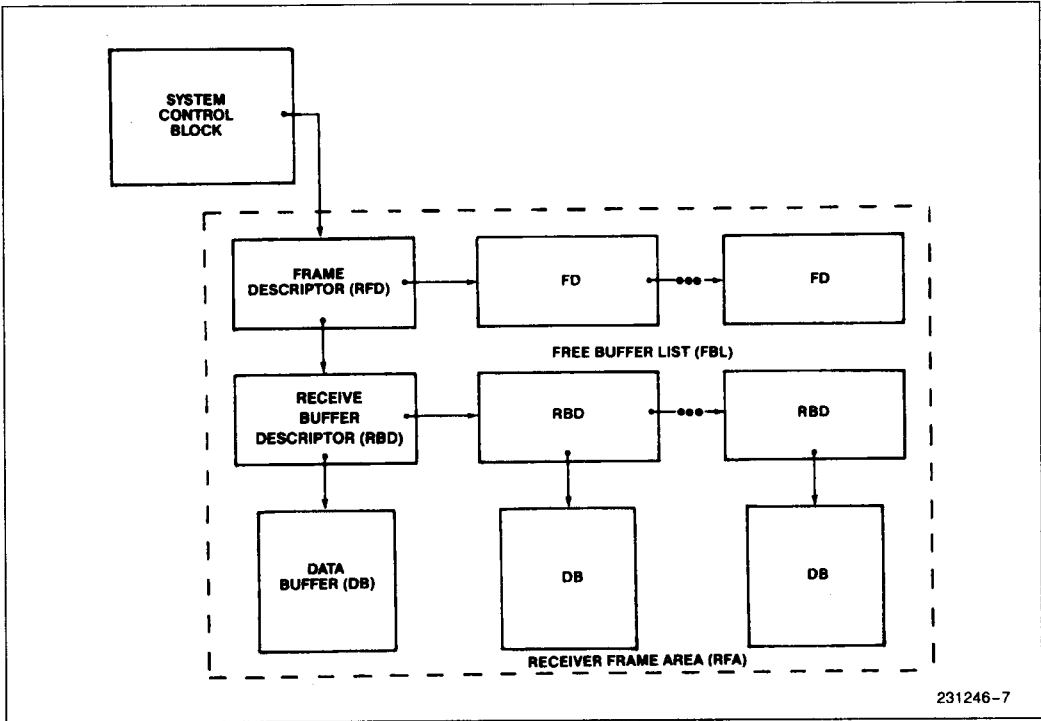 SYSTEM
CONTROL
BLOCK
FRAME
DESCRIPTOR (RFD)
FD
FD
FREE BUFFER LIST (FBL)
RECEIVE
BUFFER
DESCRIPTOR (RBD)
RBD
RBD
DATA
BUFFER (DB)
DB
DB
RECEIVER FRAME AREA (RFA)
231246-7